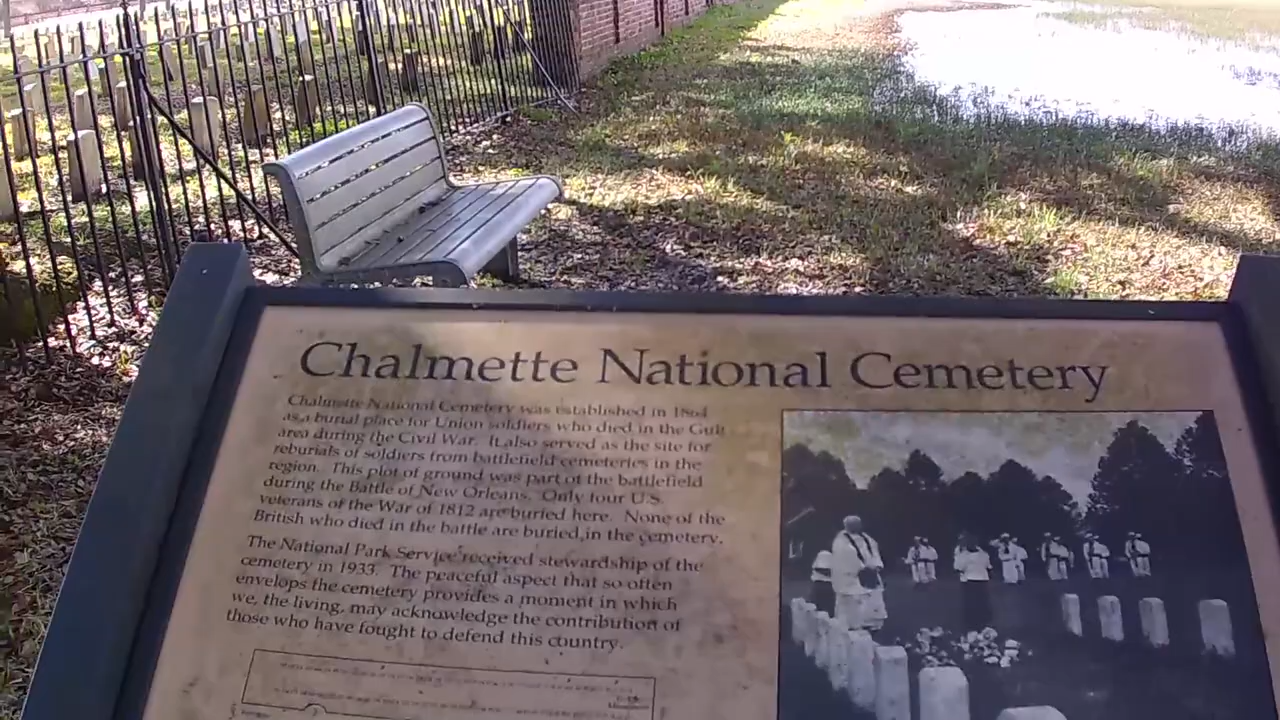 Chalmette National Cemetery
Chalmette National Cemetery was established in 1864
as a burial place for Union soldiers who died in the Gulf
area during the Civil War. It also served as the site for
reburials of soldiers from battlefield cemeteries in the
region. This plot of ground was part of the battlefield
during the Battle of New Orleans. Only four U.S.
veterans of the War of 1812 are buried here. None of the
British who died in the battle are buried in the cemetery.
The National Park Service received stewardship of the
cemetery in 1933. The peaceful aspect that so often
envelops the cemetery provides a moment in which
we, the living, may acknowledge the contribution of
those who have fought to defend this country.